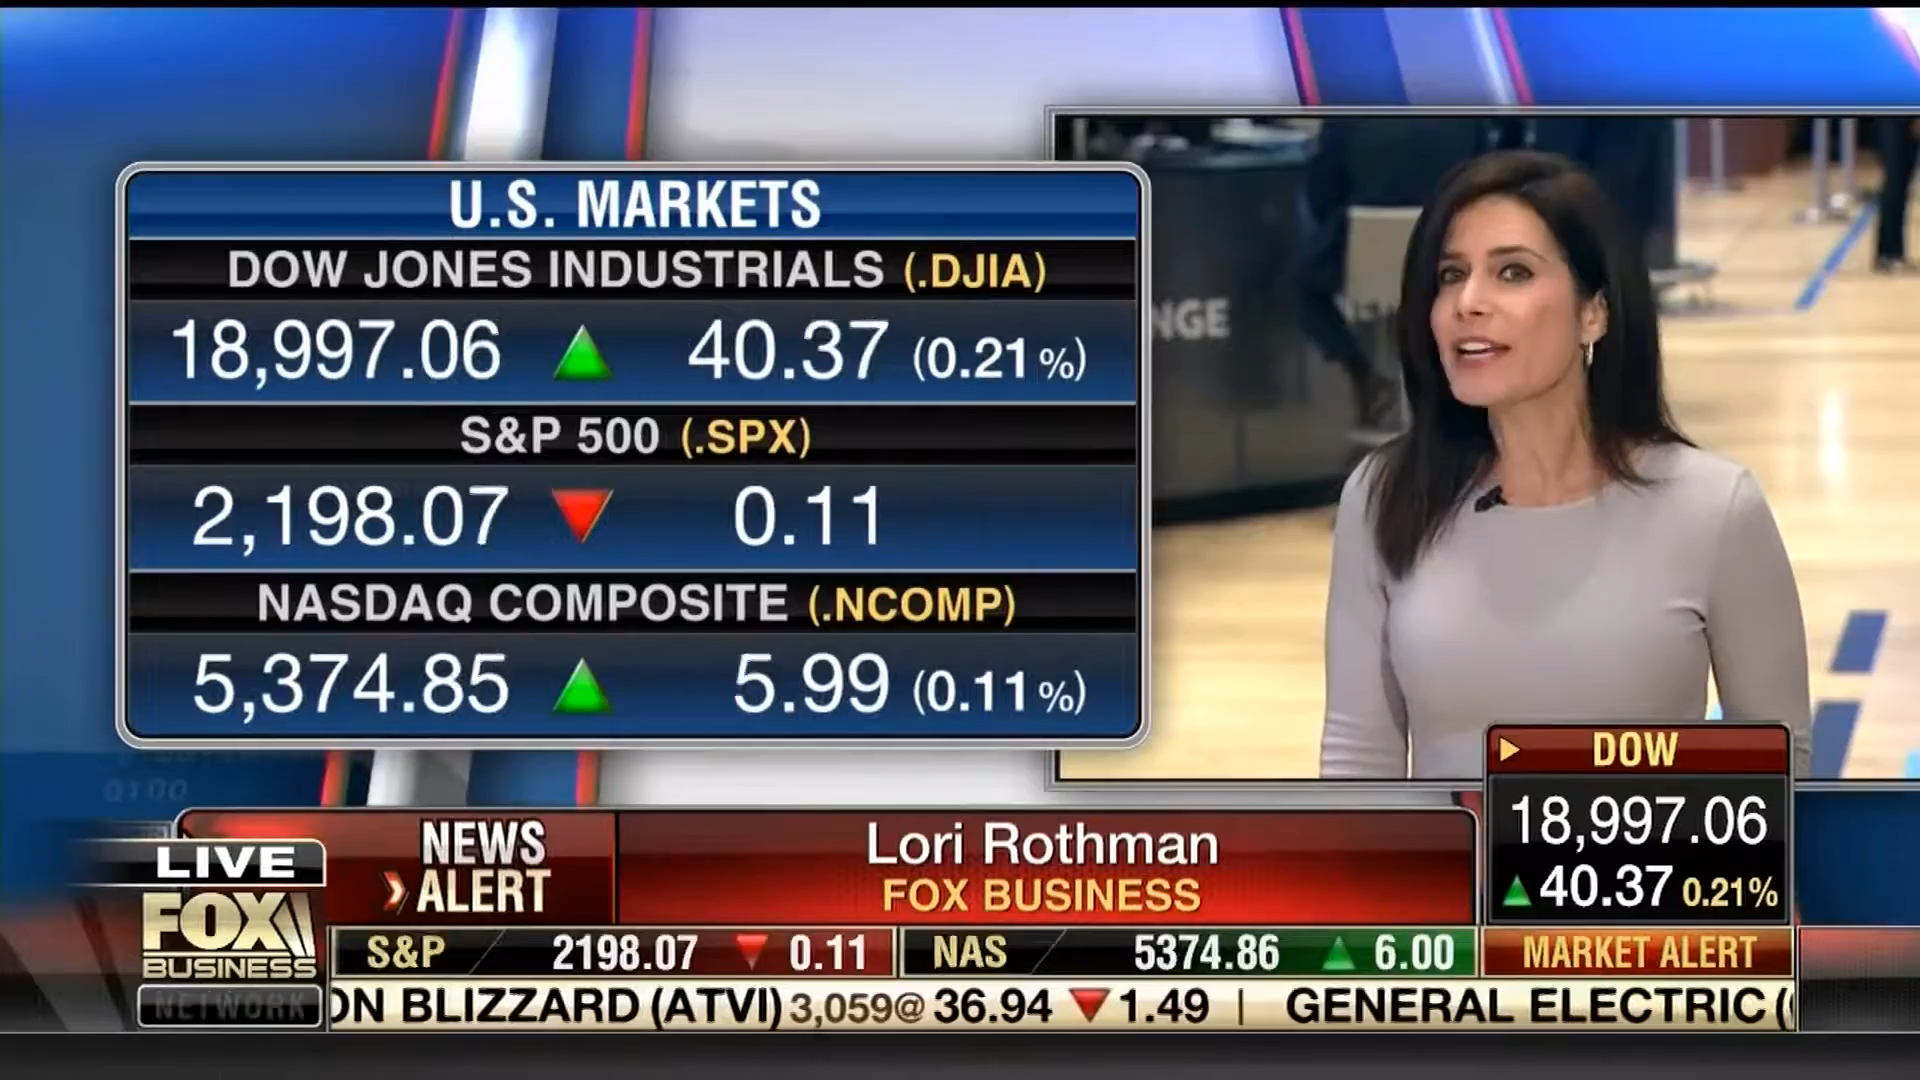 U.S. MARKETS
DOW JONES INDUSTRIALS (.DJIA)
18,997.06 ▲ 40.37 (0.21%)
S&P 500 (.SPX)
2,198.07 ▼ 0.11
NASDAQ COMPOSITE (.NCOMP)
5,374.85 ▲ 5.99 (0.11%)
NGE
DOW
18,997.06
▲ 40.37 0.21%
MARKET ALERT
NEWS
ALERT
Lori Rothman
FOX BUSINESS
LIVE
FOX
BUSINESS
NETWORK
S&P 2198.07 ▼ 0.11
NAS 5374.86 ▲ 6.00
ON BLIZZARD (ATVI) 3,059@ 36.94 ▼ 1.49 | GENERAL ELECTRIC (